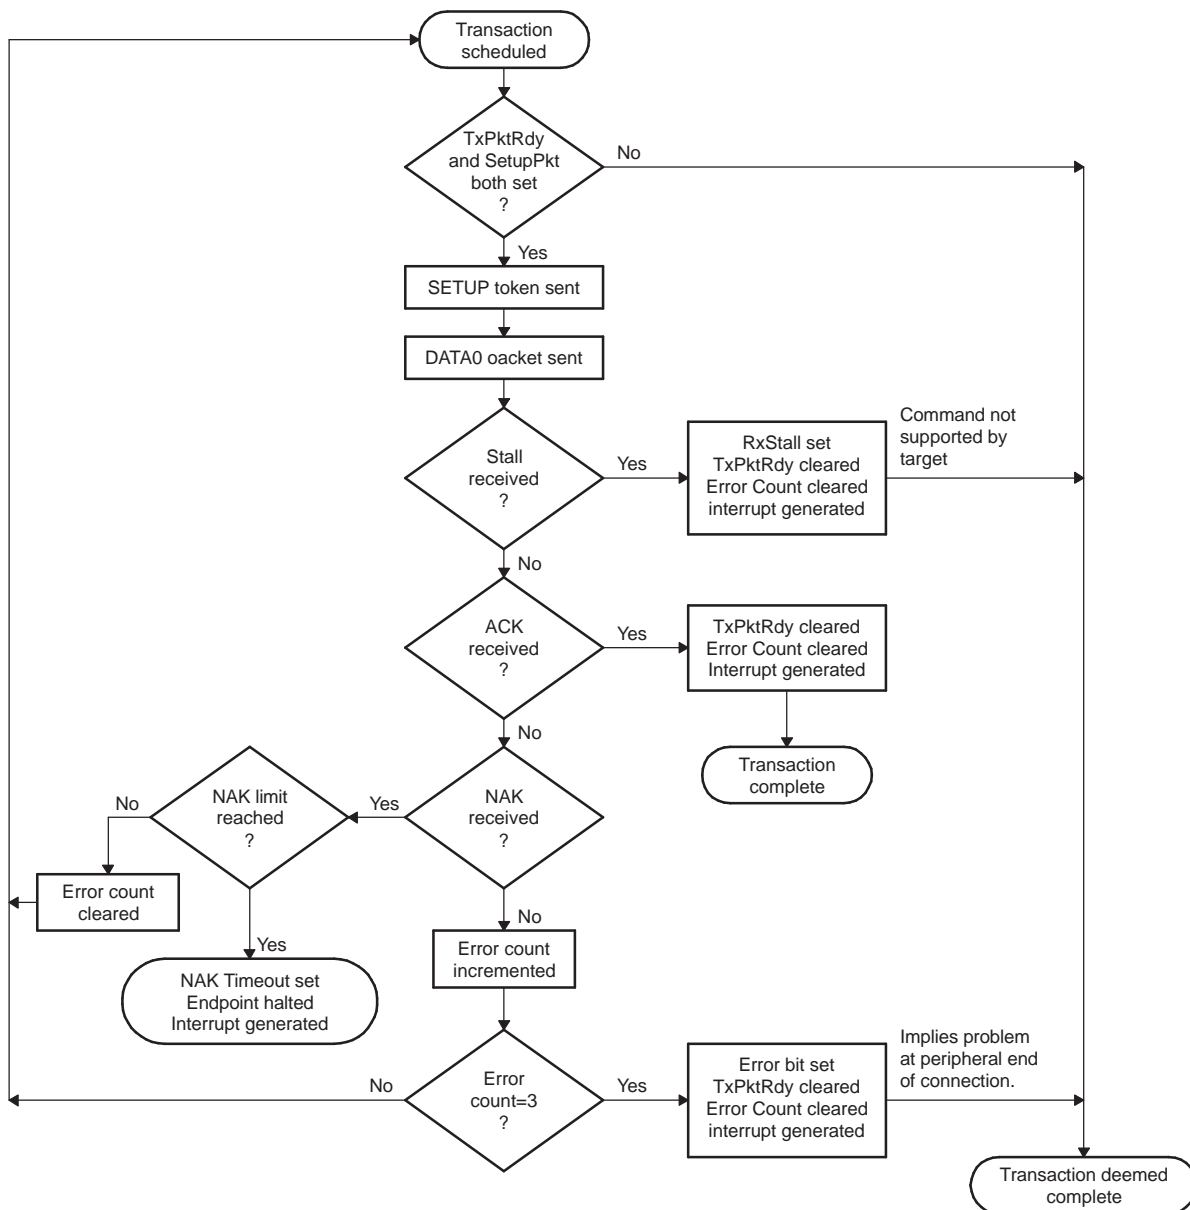 Transaction
scheduled
TxPktRdy
and SetupPkt
both set
?
No
Yes
SETUP token sent
DATA0 oacket sent
Stall
received
?
Yes
RxStall set
TxPktRdy cleared
Error Count cleared
interrupt generated
Command not
supported by
target
No
ACK
received
?
Yes
TxPktRdy cleared
Error Count cleared
Interrupt generated
No
Transaction
complete
NAK
received
?
Yes
NAK limit
reached
?
No
Error count
cleared
Yes
NAK Timeout set
Endpoint halted
Interrupt generated
No
Error count
incremented
Error
count=3
?
No
Yes
Error bit set
TxPktRdy cleared
Error Count cleared
interrupt generated
Implies problem
at peripheral end
of connection.
Transaction deemed
complete